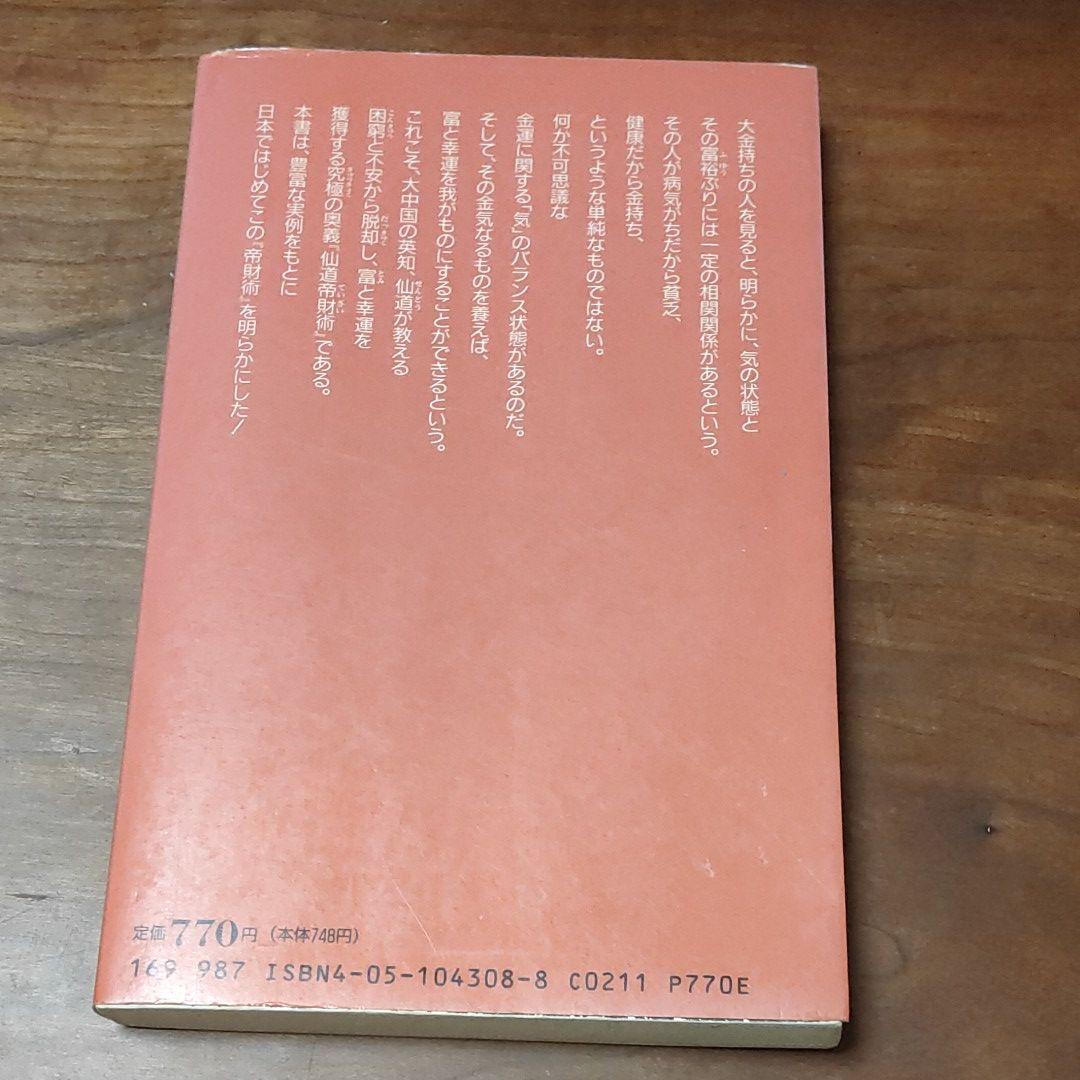 大金持ちの人を見ると、明らかに、気の状態と
その富裕ぶりには一定の相関関係があるという。
その人が病気がちだから貧乏、
健康だから金持ち、
というような単純なものではない。
何か不可思議な
金運に関する「気」のバランス状態があるのだ。
そして、その金気なるものを養えば、
富と幸運を我がものにすることができるという。
これこそ、大中国の英知、仙道が教える
困窮と不安から脱却し、富と幸運を
獲得する究極の奥義『仙道帝財術』である。
本書は、豊富な実例をもとに
日本ではじめてこの『帝財術』を明らかにした!
定価770円(本体748円)
169 987 ISBN4-05-104308-8 C0211 P770E